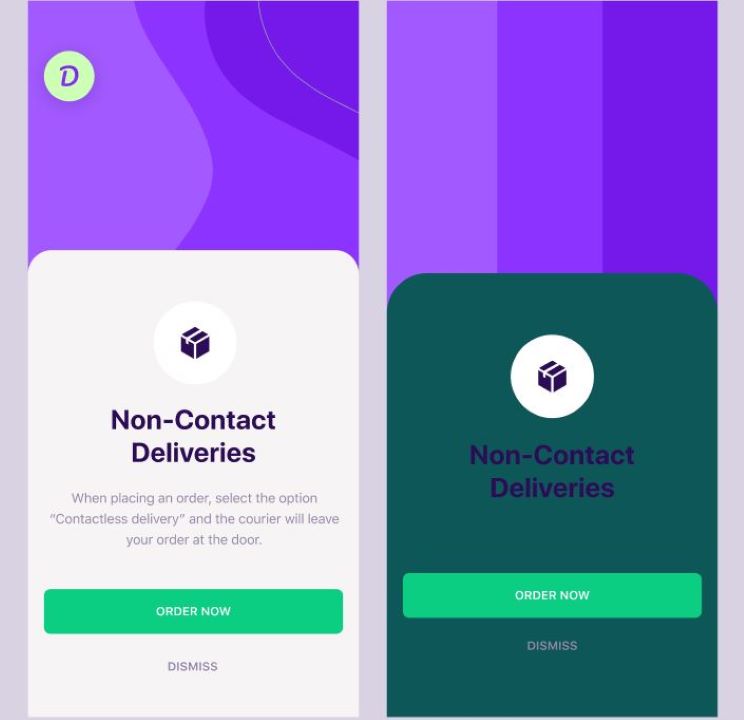 D
Non-Contact
Deliveries
When placing an order, select the option
“Contactless delivery” and the courier will leave
your order at the door.
ORDER NOW
DISMISS
Non-Contact
Deliveries
ORDER NOW
DISMISS